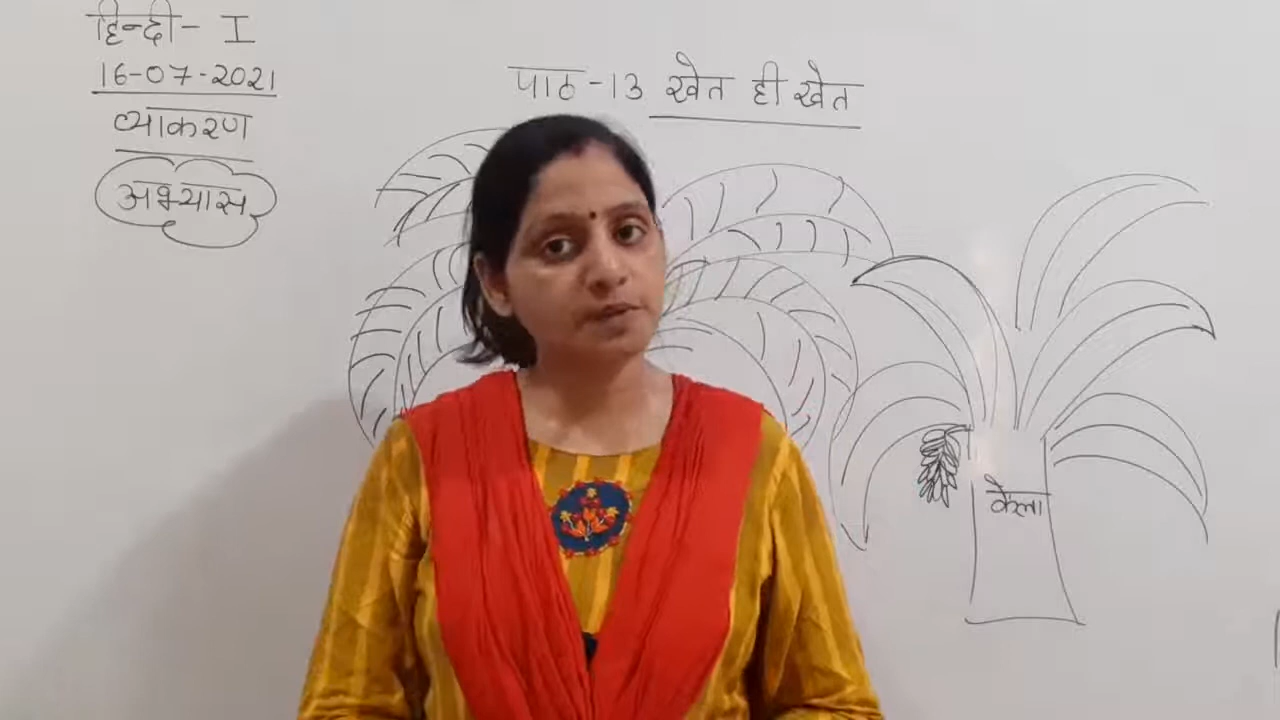 हिन्दी - I
16-07-2021
व्याकरण
अभ्यास
पाठ -13 खेत ही खेत
केला